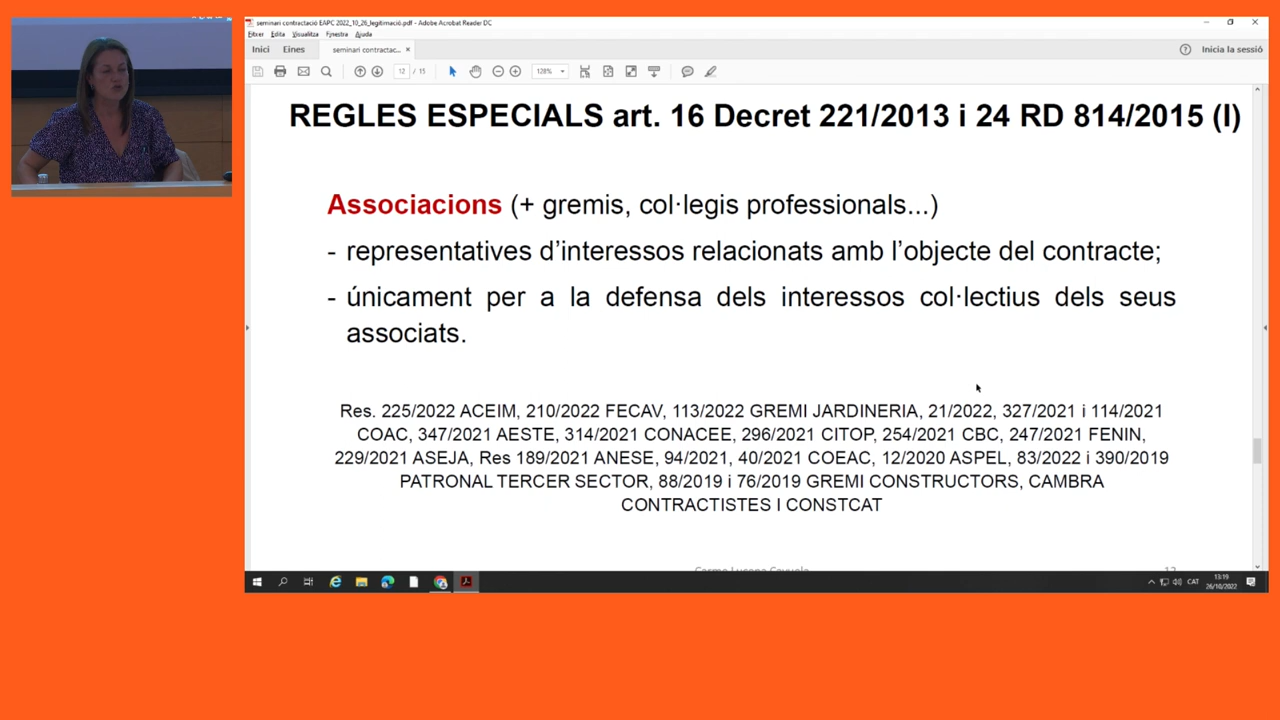 seminari contractació EAPC 2022_10_26_legitimació.pdf - Adobe Acrobat Reader DC
Fitxer Edita Visualitza Finestra Ajuda
Inici Eines seminari contractac... × Inicia la sessió
12 / 15 128%
REGLES ESPECIALS art. 16 Decret 221/2013 i 24 RD 814/2015 (I)
Associacions (+ gremis, col·legis professionals...)
- representatives d’interessos relacionats amb l’objecte del contracte;
- únicament per a la defensa dels interessos col·lectius dels seus
associats.
Res. 225/2022 ACEIM, 210/2022 FECAV, 113/2022 GREMI JARDINERIA, 21/2022, 327/2021 i 114/2021
COAC, 347/2021 AESTE, 314/2021 CONACEE, 296/2021 CITOP, 254/2021 CBC, 247/2021 FENIN,
229/2021 ASEJA, Res 189/2021 ANESE, 94/2021, 40/2021 COEAC, 12/2020 ASPEL, 83/2022 i 390/2019
PATRONAL TERCER SECTOR, 88/2019 i 76/2019 GREMI CONSTRUCTORS, CAMBRA
CONTRACTISTES I CONSTCAT
CAT 13:19
26/10/2022